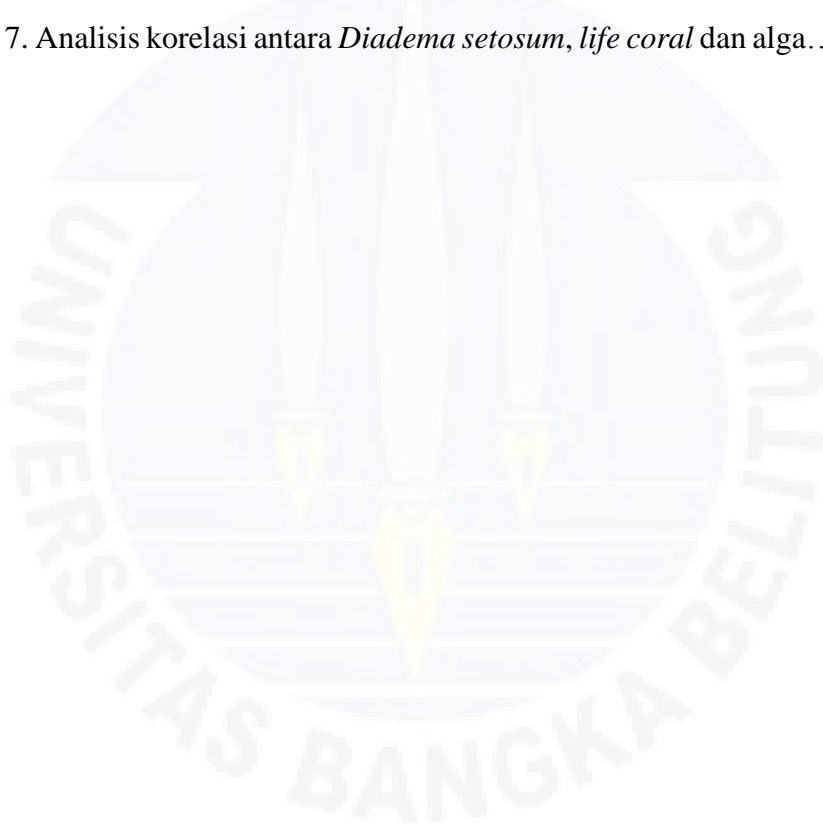 7. Analisis korelasi antara Diadema setosum, life coral dan alga…
UNIVERSITAS BANGKA BELITUNG